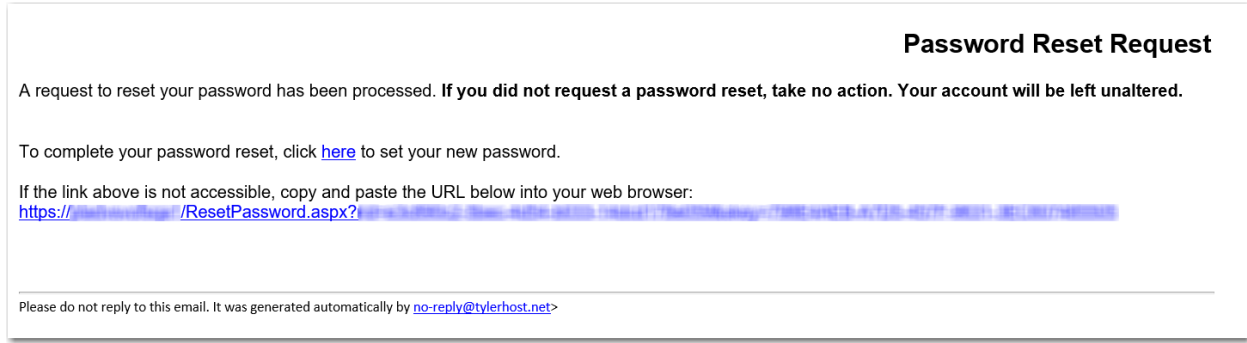 Password Reset Request
A request to reset your password has been processed. If you did not request a password reset, take no action. Your account will be left unaltered.
To complete your password reset, click here to set your new password.
If the link above is not accessible, copy and paste the URL below into your web browser:
https:// /ResetPassword.aspx?
Please do not reply to this email. It was generated automatically by no-reply@tylerhost.net>